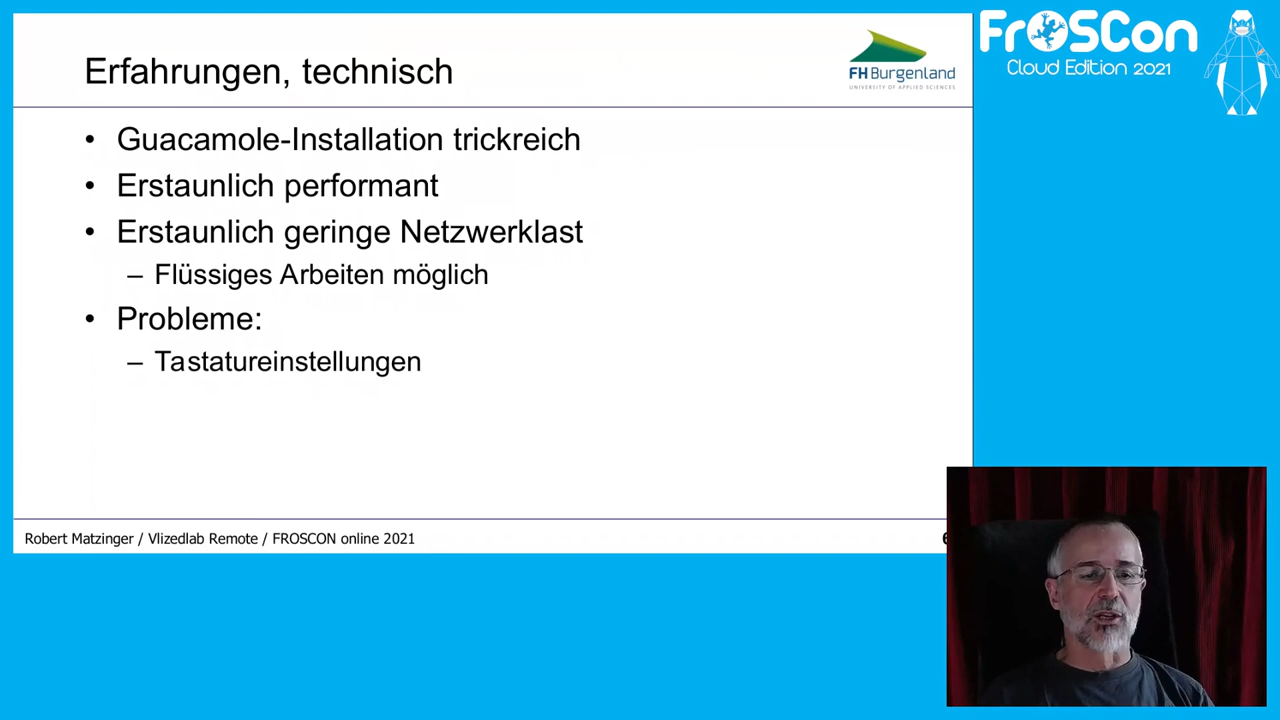 Erfahrungen, technisch
FH Burgenland
UNIVERSITY OF APPLIED SCIENCES
FrOSCon
Cloud Edition 2021
• Guacamole-Installation trickreich
• Erstaunlich performant
• Erstaunlich geringe Netzwerklast
– Flüssiges Arbeiten möglich
• Probleme:
– Tastatureinstellungen
Robert Matzinger / Vlizedlab Remote / FROSCON online 2021